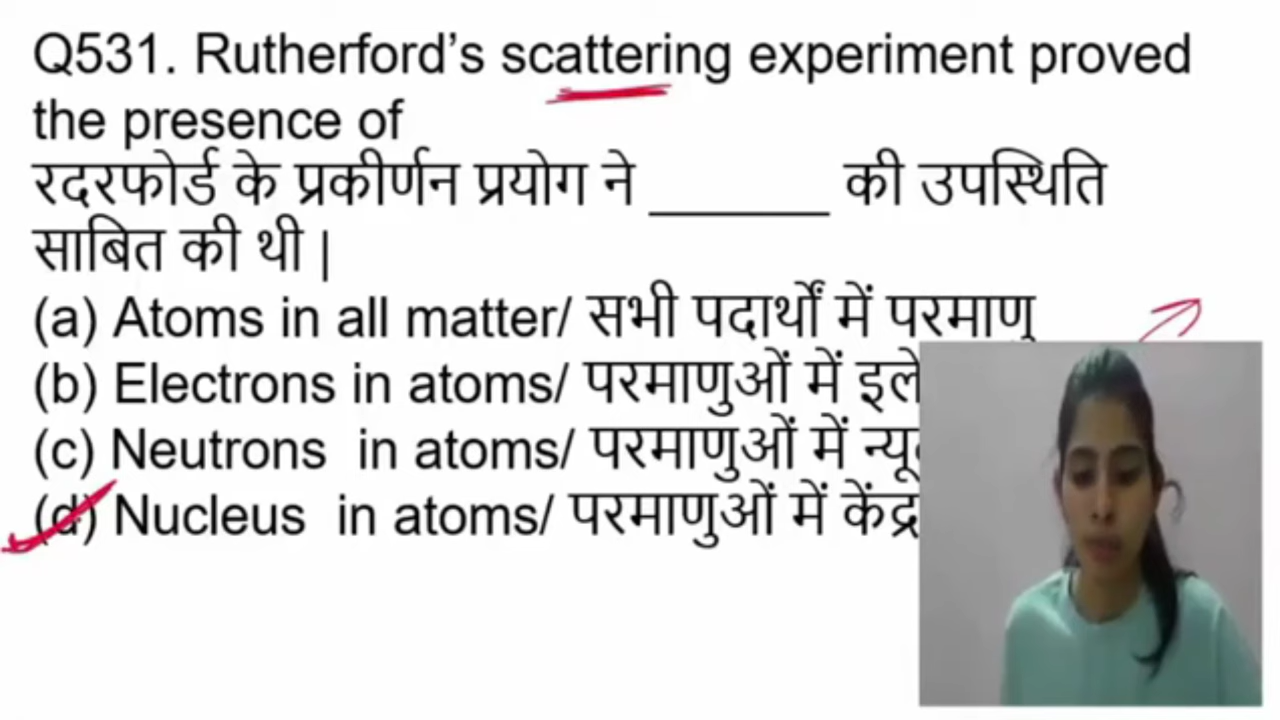 Q531. Rutherford's scattering experiment proved
the presence of
रदरफोर्ड के प्रकीर्णन प्रयोग ने ______ की उपस्थिति
साबित की थी |
(a) Atoms in all matter/ सभी पदार्थों में परमाणु
(b) Electrons in atoms/ परमाणुओं में
(c) Neutrons in atoms/ परमाणुओं में
(d) Nucleus in atoms/ परमाणुओं में केंद्र